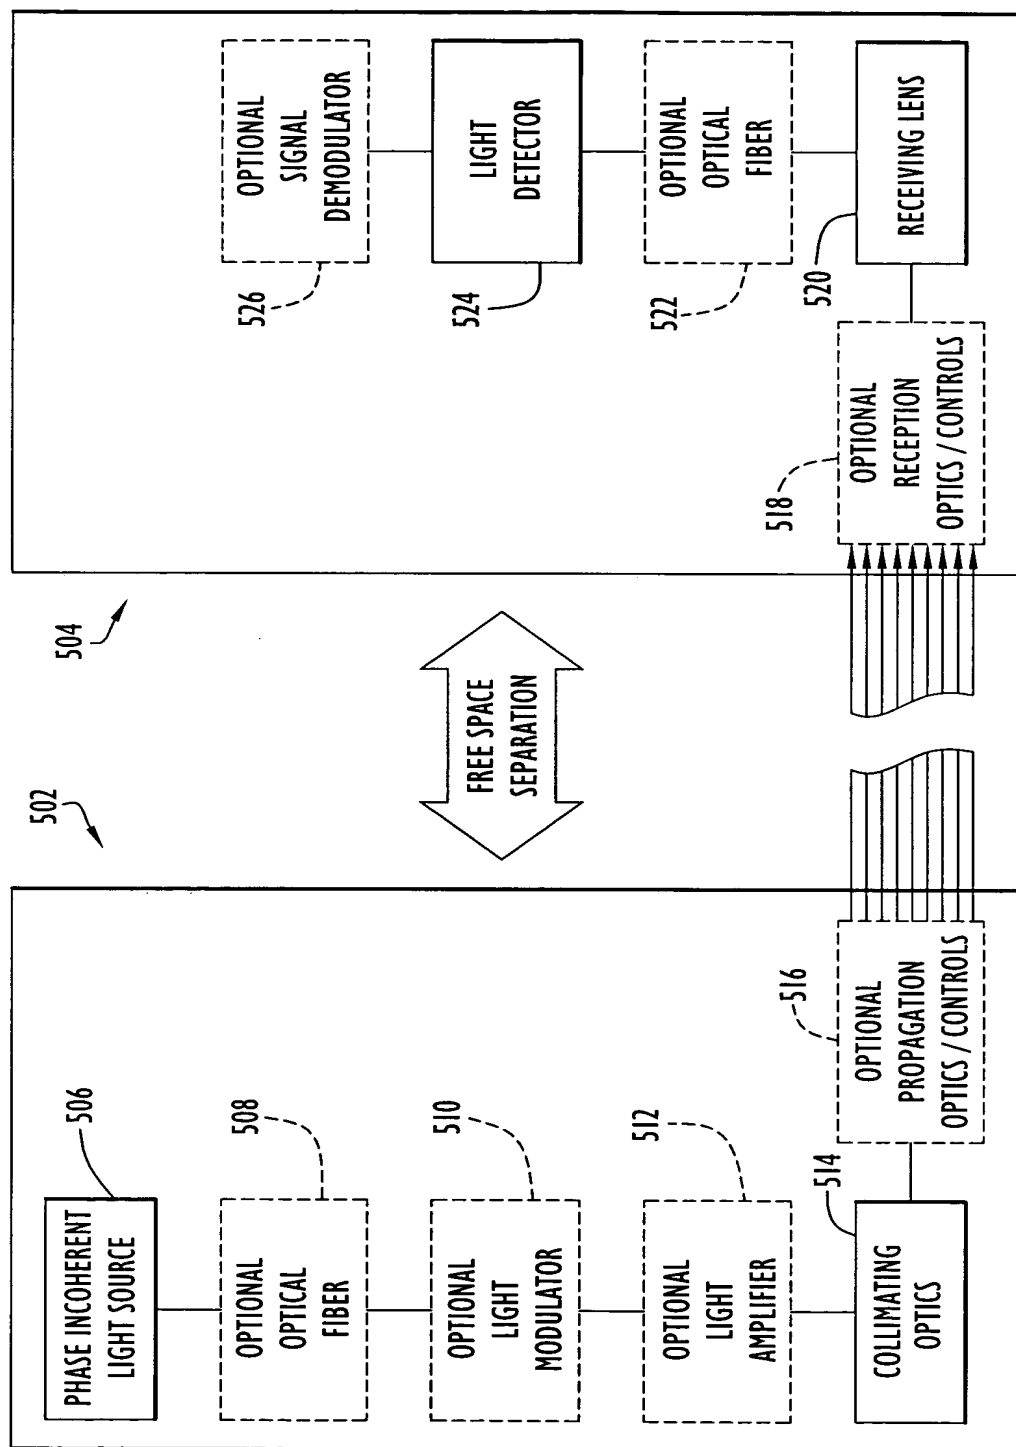 502
504
PHASE INCOHERENT
LIGHT SOURCE
506
OPTIONAL
OPTICAL
FIBER
508
OPTIONAL
LIGHT
MODULATOR
510
OPTIONAL
LIGHT
AMPLIFIER
512
COLLIMATING
OPTICS
514
OPTIONAL
PROPAGATION
OPTICS / CONTROLS
516
FREE SPACE
SEPARATION
OPTIONAL
RECEPTION
OPTICS / CONTROLS
518
RECEIVING LENS
520
OPTIONAL
OPTICAL
FIBER
522
LIGHT
DETECTOR
524
OPTIONAL
SIGNAL
DEMODULATOR
526